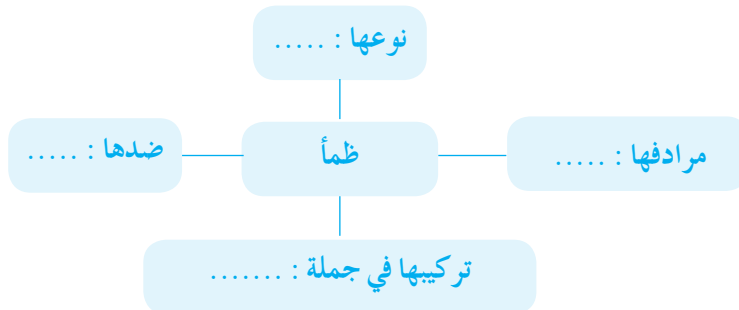 نوعها : .....
مرادفها : .....
ظمأ
ضدها : .....
تركيبها في جملة : .......